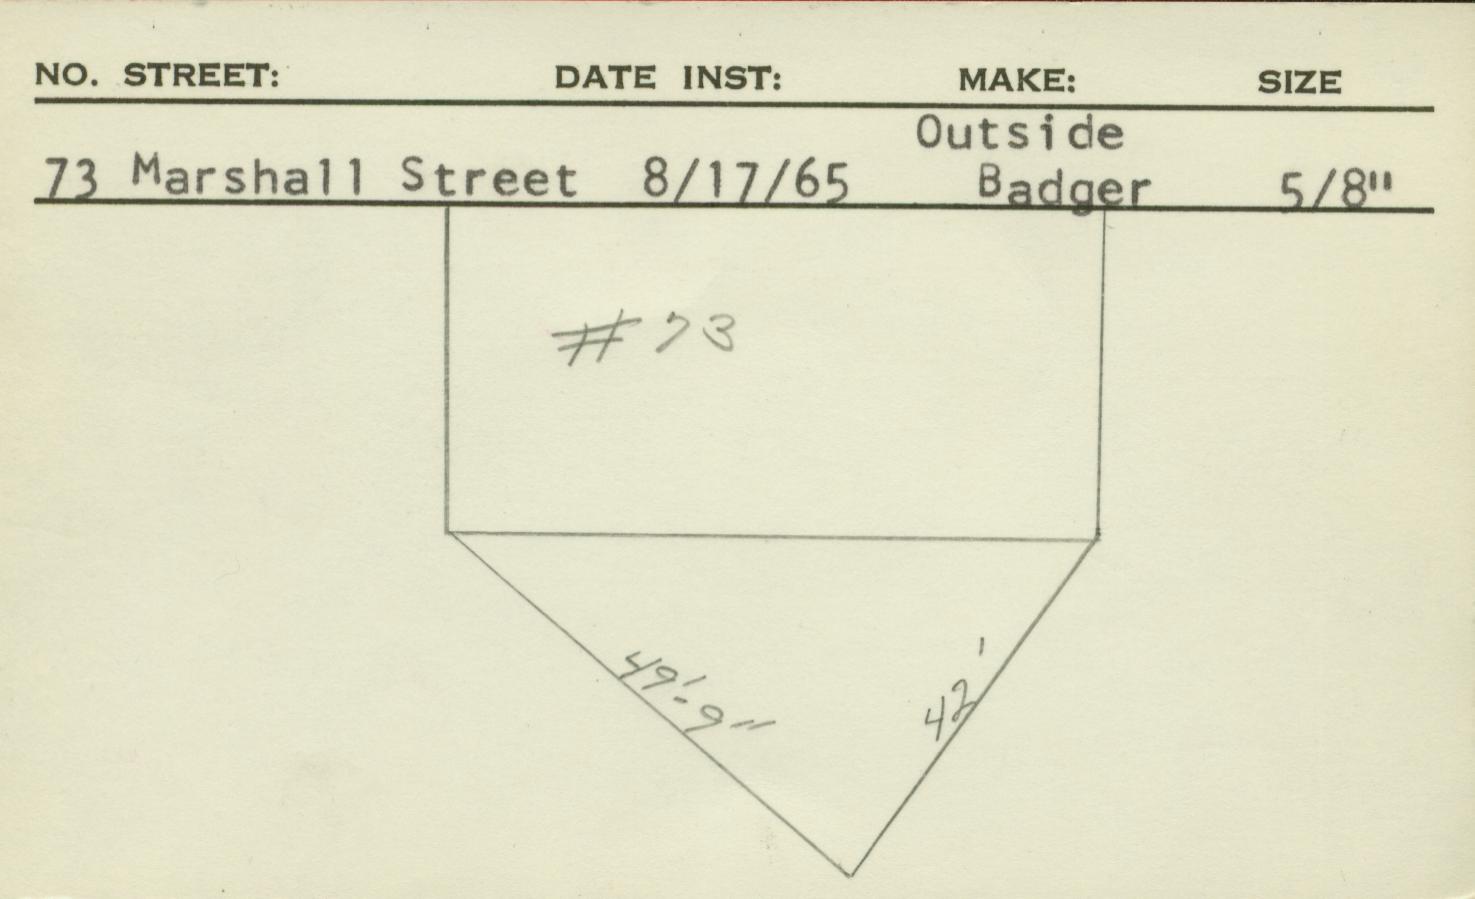 NO. STREET: DATE INST: MAKE: SIZE
Outside
73 Marshall Street 8/17/65 Badger 5/8"
#73
49'-9"
42'